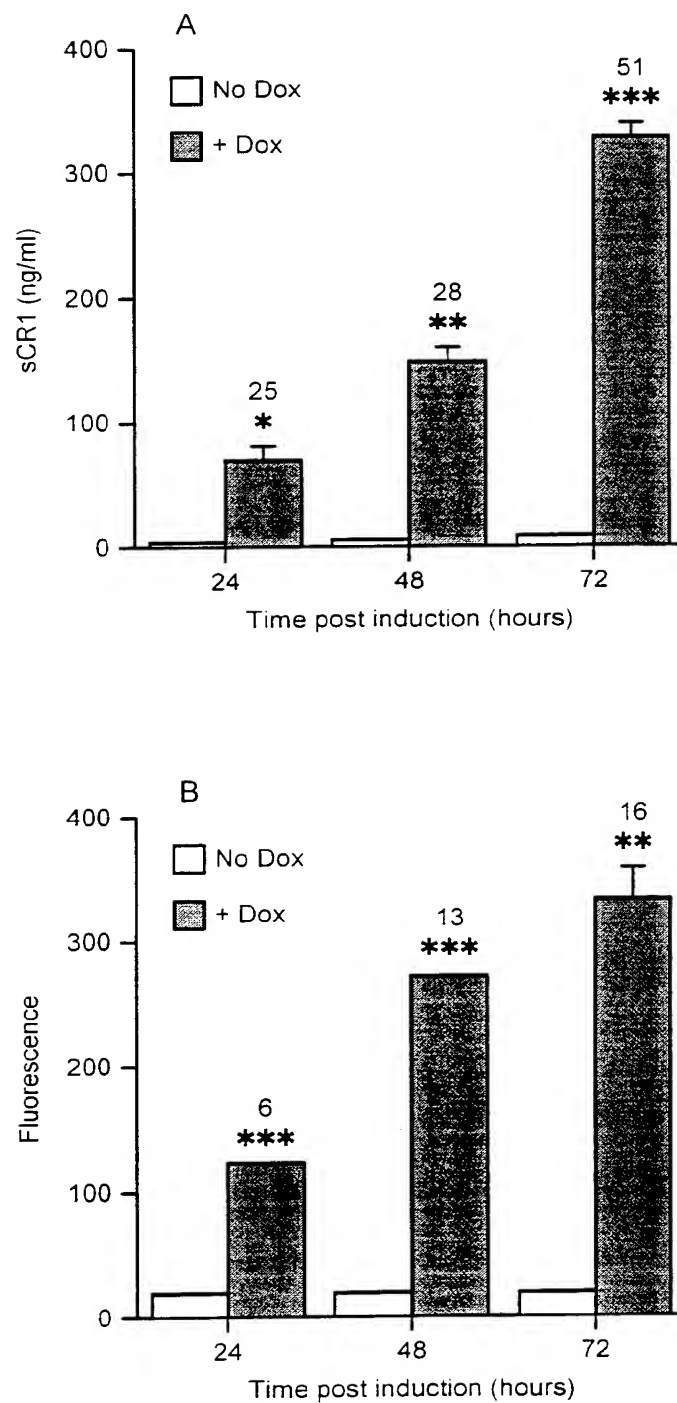 A
400
No Dox
+ Dox
51
***
300
sCR1 (ng/ml)
200
28
**
25
*
100
0
24
48
72
Time post induction (hours)
B
400
No Dox
+ Dox
16
**
300
13
***
Fluorescence
200
6
***
100
0
24
48
72
Time post induction (hours)